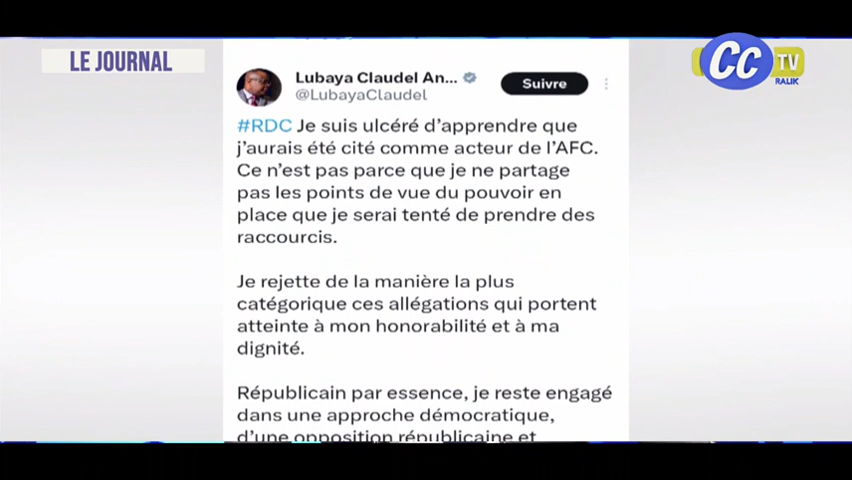 LE JOURNAL
CC TV
RALIK
Lubaya Claudel An...
Suivre
@LubayaClaudel
#RDC Je suis ulcéré d’apprendre que
j’aurais été cité comme acteur de l’AFC.
Ce n’est pas parce que je ne partage
pas les points de vue du pouvoir en
place que je serai tenté de prendre des
raccourcis.
Je rejette de la manière la plus
catégorique ces allégations qui portent
atteinte à mon honorabilité et à ma
dignité.
Républicain par essence, je reste engagé
dans une approche démocratique,
d’une opposition républicaine et